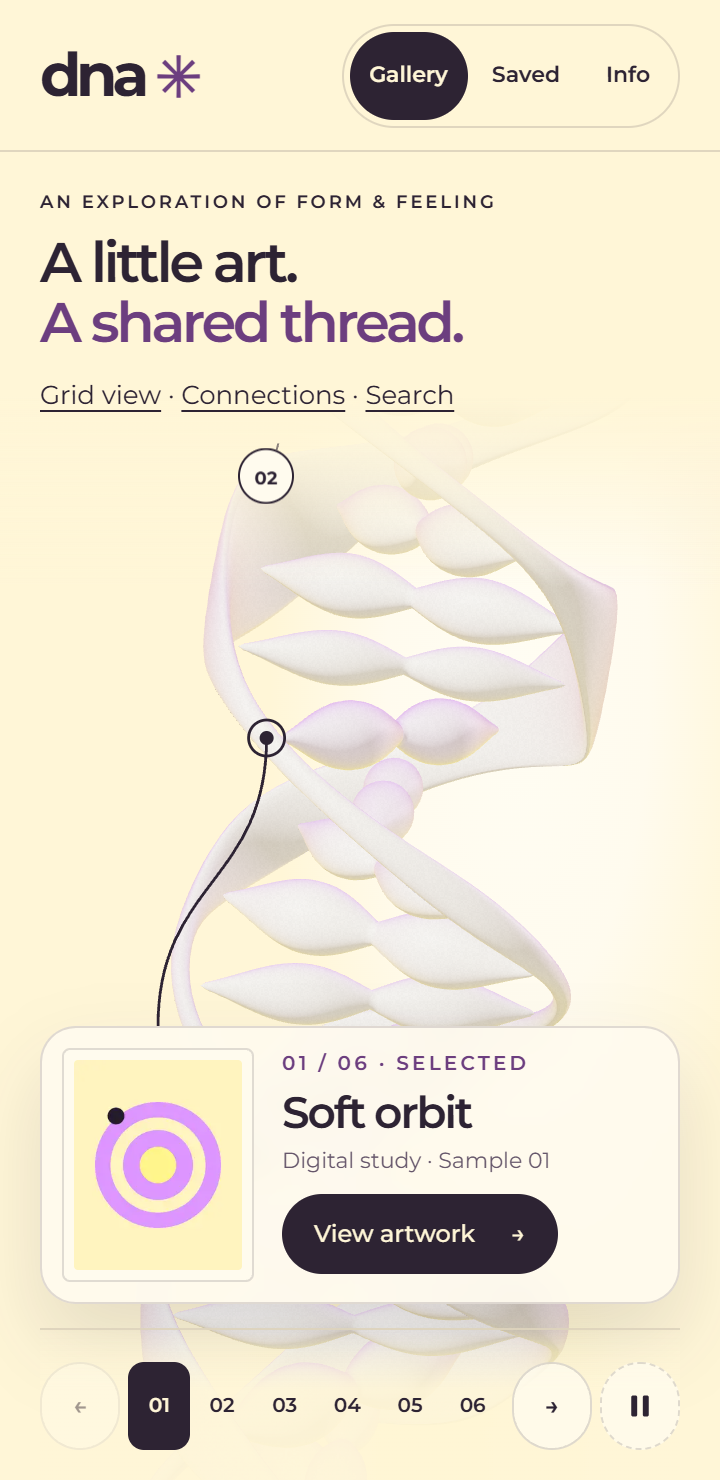 dna
Gallery Saved Info
AN EXPLORATION OF FORM & FEELING
A little art.
A shared thread.
Grid view · Connections · Search
02
01 / 06 · SELECTED
Soft orbit
Digital study · Sample 01
View artwork →
← 01 02 03 04 05 06 →